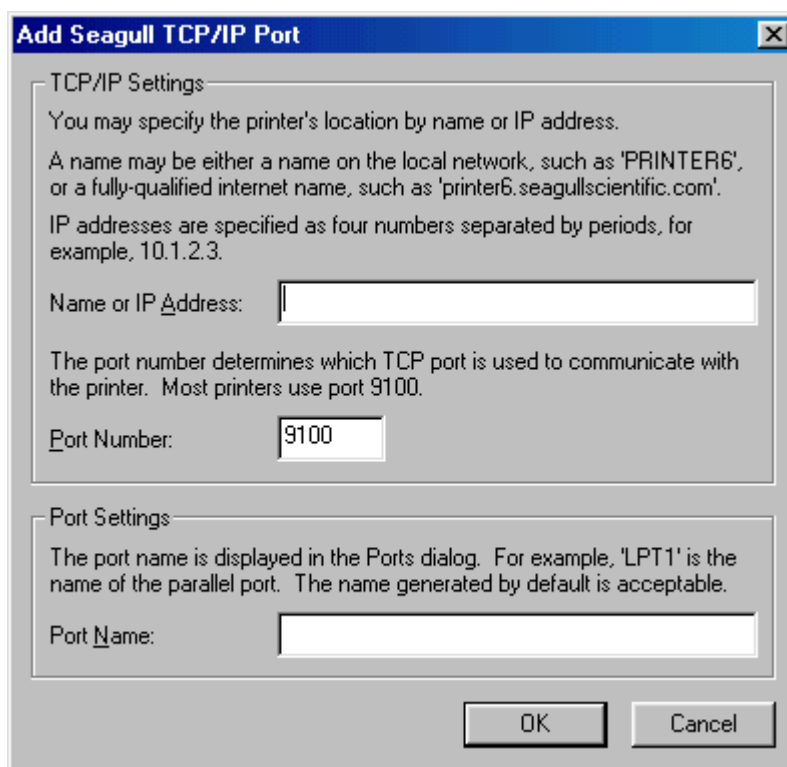 Add Seagull TCP/IP Port
TCP/IP Settings
You may specify the printer's location by name or IP address.
A name may be either a name on the local network, such as 'PRINTER6',
or a fully-qualified internet name, such as 'printer6.seagullscientific.com'.
IP addresses are specified as four numbers separated by periods, for
example, 10.1.2.3.
Name or IP Address:
The port number determines which TCP port is used to communicate with
the printer.  Most printers use port 9100.
Port Number: 9100
Port Settings
The port name is displayed in the Ports dialog.  For example, 'LPT1' is the
name of the parallel port.  The name generated by default is acceptable.
Port Name:
OK Cancel